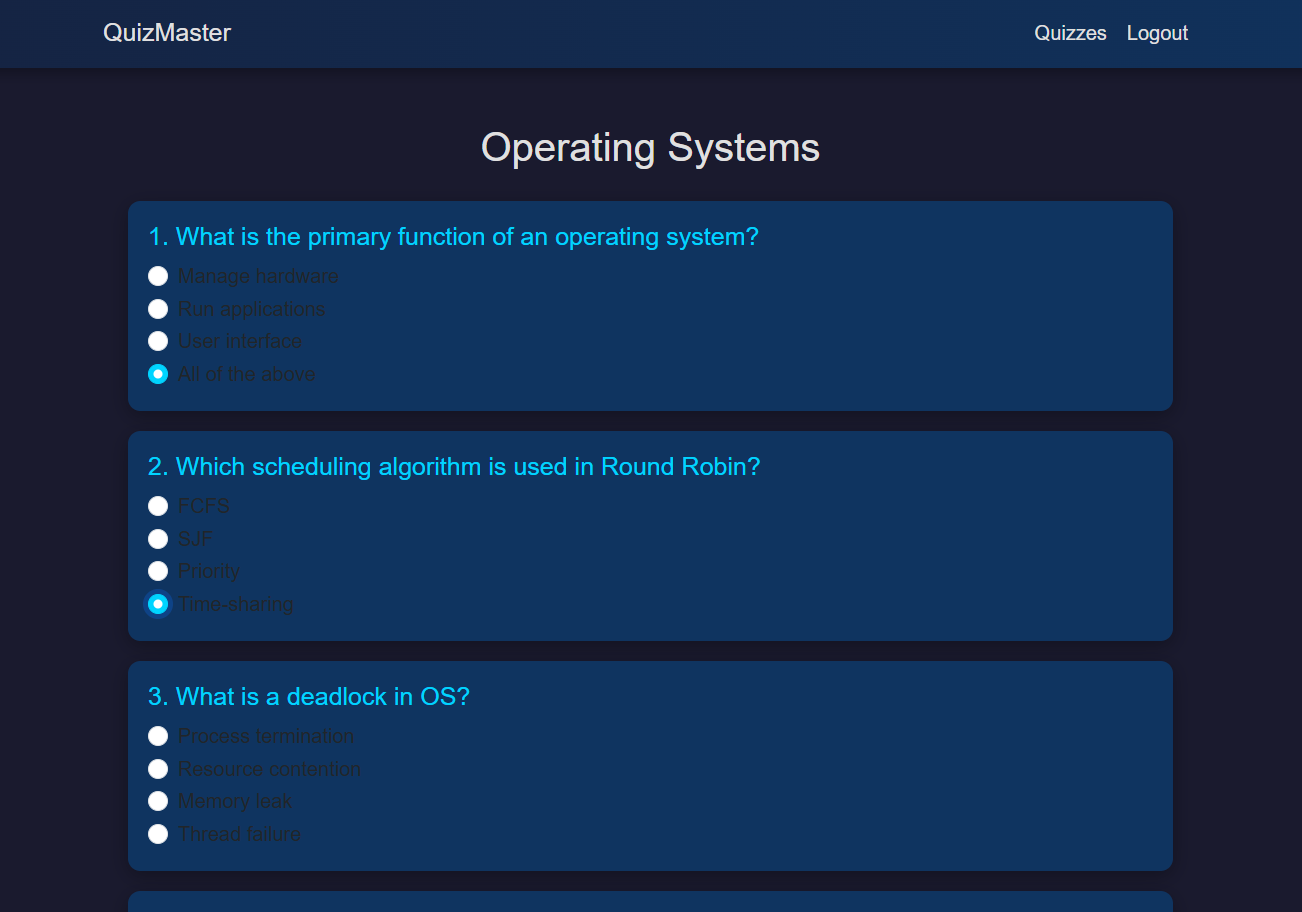 QuizMaster
Quizzes
Logout
Operating Systems
1. What is the primary function of an operating system?
Manage hardware
Run applications
User interface
All of the above
2. Which scheduling algorithm is used in Round Robin?
FCFS
SJF
Priority
Time-sharing
3. What is a deadlock in OS?
Process termination
Resource contention
Memory leak
Thread failure